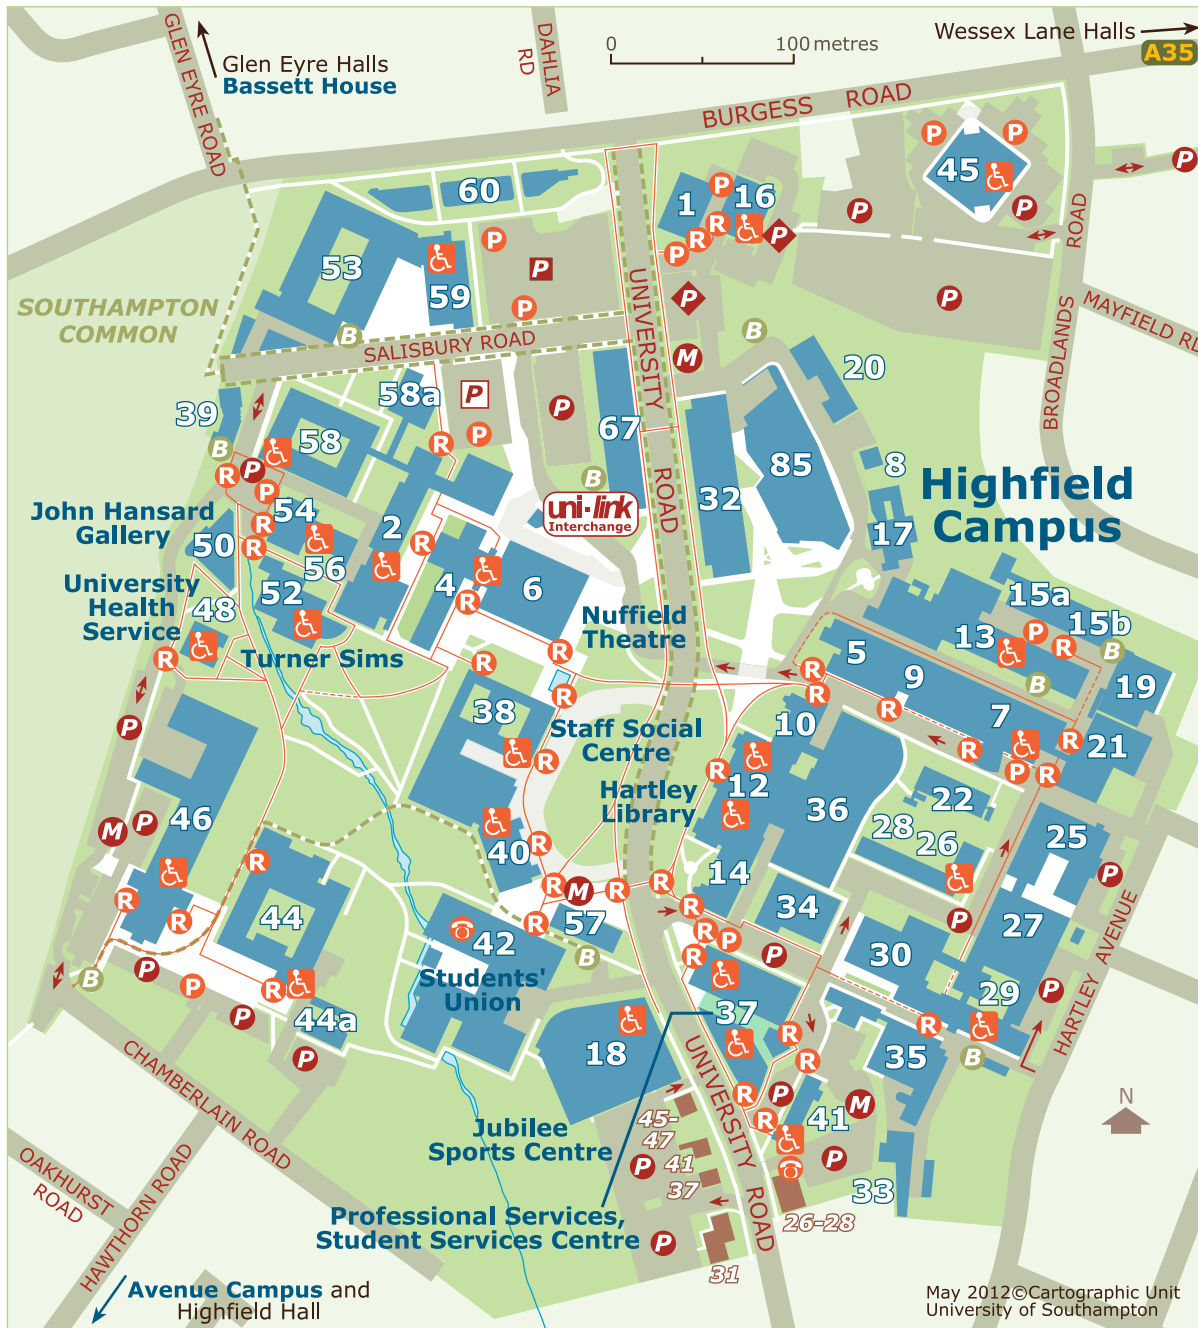 GLEN EYRE ROAD
Glen Eyre Halls
Bassett House
DAHLIA
RD
0 100 metres
Wessex Lane Halls
A35
BURGESS ROAD
P
P
45
P
P
P
60
1
P
16
R
R
P
P
P
ROAD
53
59
P
P
P
UNIVERSITY
P
P
SOUTHAMPTON
COMMON
B
SALISBURY ROAD
M
B
MAYFIELD RD
BROADLANDS
20
39
58a
P
P
67
58
R
P
B
R
P
P
B
32
85
8
ROAD
Highfield
Campus
uni·link
Interchange
John Hansard
Gallery
54
R
R
50
56
2
R
17
University
Health
Service
48
52
4
6
R
Nuffield
Theatre
15a
15b
13
P
R
B
R
Turner Sims
R
R
R
5
R
R
9
B
19
38
10
R
7
21
P
Staff Social
Centre
R
R
R
P
R
R
Hartley
Library
12
36
22
46
M
P
40
R
28
26
25
R
14
P
R
44
R
M
R
R
R
34
P
R
R
42
57
R
P
30
27
B
P
P
R
P
B
Students'
Union
R
37
29
P
R
44a
P
P
18
R
R
R
35
B
HARTLEY AVENUE
CHAMBERLAIN ROAD
UNIVERSITY
R
P
R
41
M
N
45-
47
Jubilee
Sports Centre
P
41
37
P
33
OAKHURST
ROAD
HAWTHORN ROAD
ROAD
Professional Services,
Student Services Centre
P
26-28
31
Avenue Campus and
Highfield Hall
May 2012©Cartographic Unit
University of Southampton